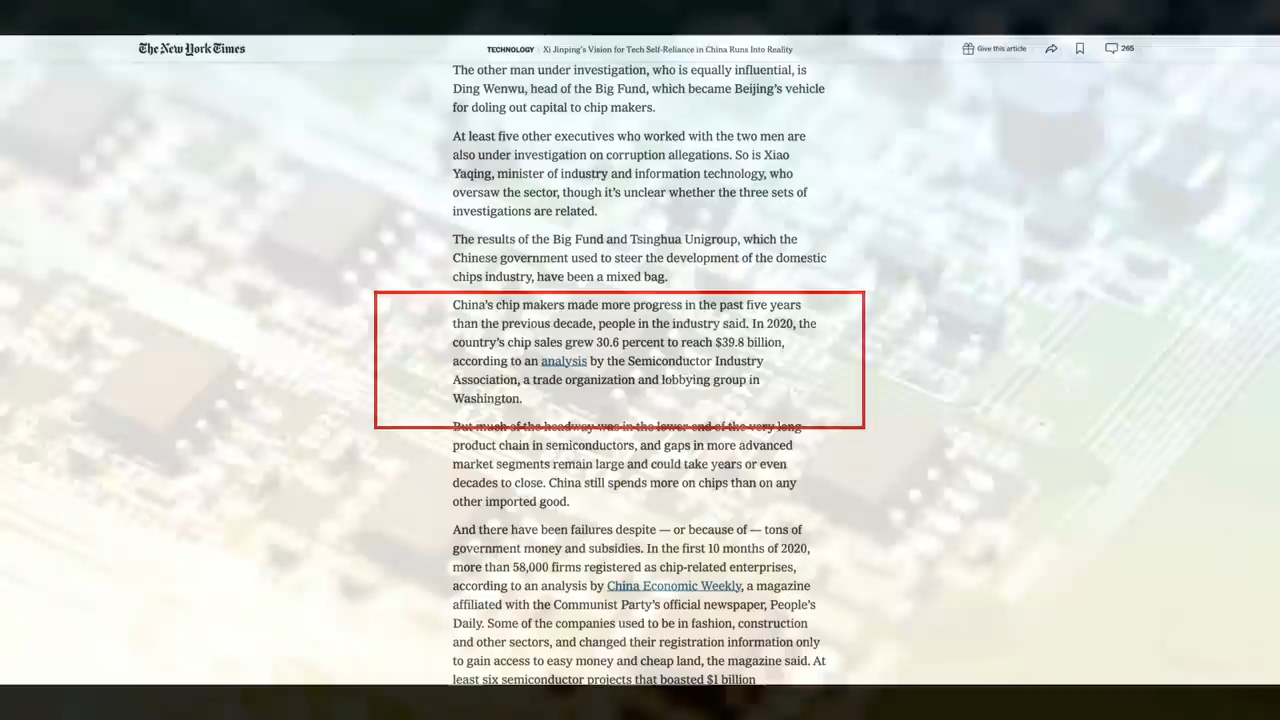 The New York Times
TECHNOLOGY | Xi Jinping's Vision for Tech Self-Reliance in China Runs Into Reality
Give this article
265
The other man under investigation, who is equally influential, is
Ding Wenwu, head of the Big Fund, which became Beijing's vehicle
for doling out capital to chip makers.
At least five other executives who worked with the two men are
also under investigation on corruption allegations. So is Xiao
Yaqing, minister of industry and information technology, who
oversaw the sector, though it's unclear whether the three sets of
investigations are related.
The results of the Big Fund and Tsinghua Unigroup, which the
Chinese government used to steer the development of the domestic
chips industry, have been a mixed bag.
China's chip makers made more progress in the past five years
than the previous decade, people in the industry said. In 2020, the
country's chip sales grew 30.6 percent to reach $39.8 billion,
according to an analysis by the Semiconductor Industry
Association, a trade organization and lobbying group in
Washington.
But much of the headway was in the lower end of the very long
product chain in semiconductors, and gaps in more advanced
market segments remain large and could take years or even
decades to close. China still spends more on chips than on any
other imported good.
And there have been failures despite — or because of — tons of
government money and subsidies. In the first 10 months of 2020,
more than 58,000 firms registered as chip-related enterprises,
according to an analysis by China Economic Weekly, a magazine
affiliated with the Communist Party's official newspaper, People's
Daily. Some of the companies used to be in fashion, construction
and other sectors, and changed their registration information only
to gain access to easy money and cheap land, the magazine said. At
least six semiconductor projects that boasted $1 billion